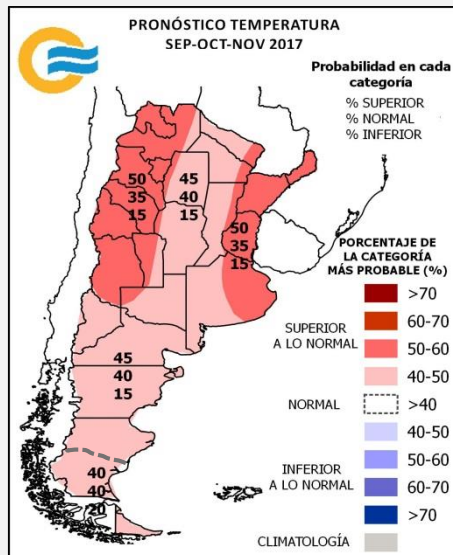 PRONÓSTICO TEMPERATURA
SEP-OCT-NOV 2017
Probabilidad en cada
categoría
% SUPERIOR
% NORMAL
% INFERIOR
50
35
15
45
40
15
50
35
15
45
40
15
40
40
20
PORCENTAJE DE
LA CATEGORÍA
MÁS PROBABLE (%)
SUPERIOR
A LO NORMAL
>70
60-70
50-60
40-50
NORMAL
>40
INFERIOR
A LO NORMAL
40-50
50-60
60-70
>70
CLIMATOLOGÍA